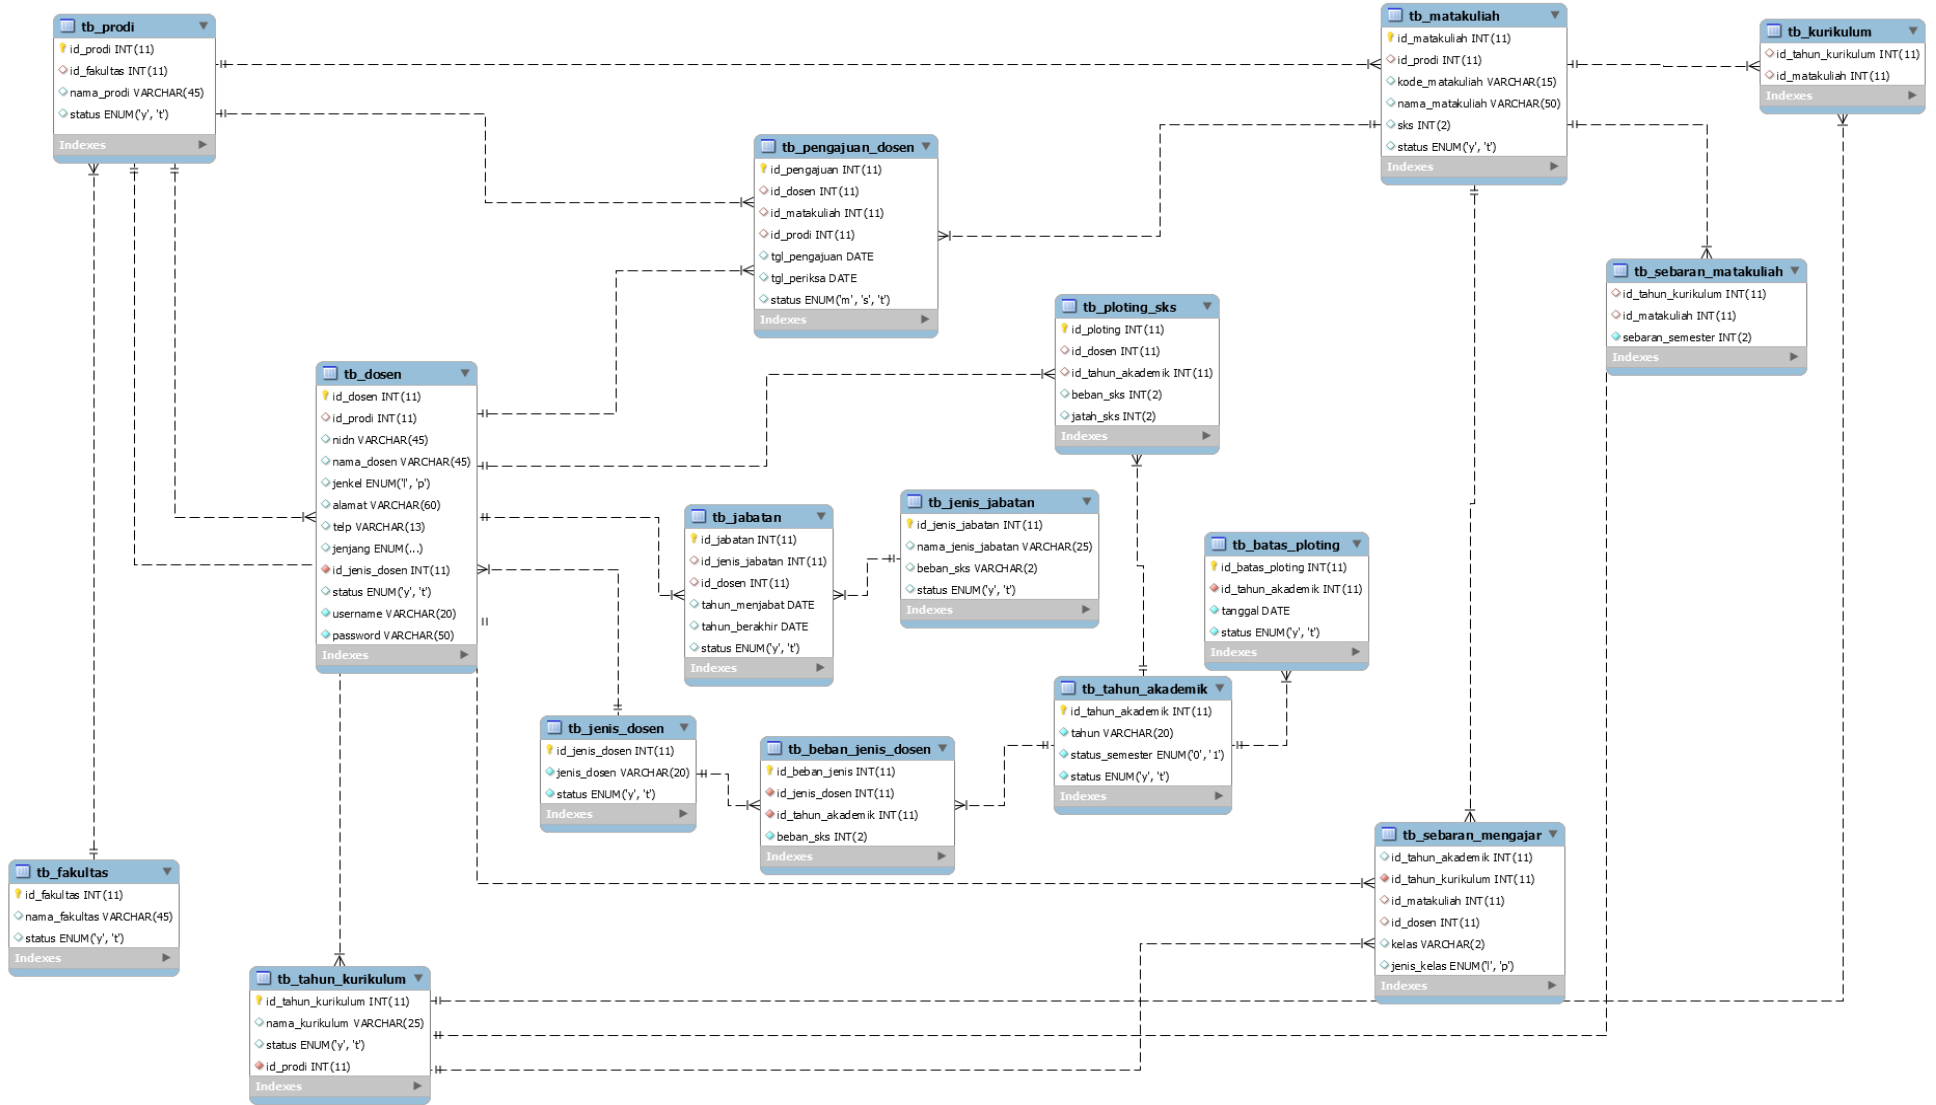 tb_prodi
id_prodi INT(11)
id_fakultas INT(11)
nama_prodi VARCHAR(45)
status ENUM('y', 't')
Indexes
tb_matakuliah
id_matakuliah INT(11)
id_prodi INT(11)
kode_matakuliah VARCHAR(15)
nama_matakuliah VARCHAR(50)
sks INT(2)
status ENUM('y', 't')
Indexes
tb_kurikulum
id_tahun_kurikulum INT(11)
id_matakuliah INT(11)
Indexes
tb_pengajuan_dosen
id_pengajuan INT(11)
id_dosen INT(11)
id_matakuliah INT(11)
id_prodi INT(11)
tgl_pengajuan DATE
tgl_periksa DATE
status ENUM('m', 's', 't')
Indexes
tb_sebaran_matakuliah
id_tahun_kurikulum INT(11)
id_matakuliah INT(11)
sebaran_semester INT(2)
Indexes
tb_ploting_sks
id_ploting INT(11)
id_dosen INT(11)
id_tahun_akademik INT(11)
beban_sks INT(2)
jatah_sks INT(2)
Indexes
tb_dosen
id_dosen INT(11)
id_prodi INT(11)
nidn VARCHAR(45)
nama_dosen VARCHAR(45)
jenkel ENUM('l', 'p')
alamat VARCHAR(60)
telp VARCHAR(13)
jenjang ENUM(...)
id_jenis_dosen INT(11)
status ENUM('y', 't')
username VARCHAR(20)
password VARCHAR(50)
Indexes
tb_jabatan
id_jabatan INT(11)
id_jenis_jabatan INT(11)
id_dosen INT(11)
tahun_menjabat DATE
tahun_berakhir DATE
status ENUM('y', 't')
Indexes
tb_jenis_jabatan
id_jenis_jabatan INT(11)
nama_jenis_jabatan VARCHAR(25)
beban_sks VARCHAR(2)
status ENUM('y', 't')
Indexes
tb_batas_ploting
id_batas_ploting INT(11)
id_tahun_akademik INT(11)
tanggal DATE
status ENUM('y', 't')
Indexes
tb_jenis_dosen
id_jenis_dosen INT(11)
jenis_dosen VARCHAR(20)
status ENUM('y', 't')
Indexes
tb_beban_jenis_dosen
id_beban_jenis INT(11)
id_jenis_dosen INT(11)
id_tahun_akademik INT(11)
beban_sks INT(2)
Indexes
tb_tahun_akademik
id_tahun_akademik INT(11)
tahun VARCHAR(20)
status_semester ENUM('0', '1')
status ENUM('y', 't')
Indexes
tb_sebaran_mengajar
id_tahun_akademik INT(11)
id_tahun_kurikulum INT(11)
id_matakuliah INT(11)
id_dosen INT(11)
kelas VARCHAR(2)
jenis_kelas ENUM('l', 'p')
Indexes
tb_fakultas
id_fakultas INT(11)
nama_fakultas VARCHAR(45)
status ENUM('y', 't')
Indexes
tb_tahun_kurikulum
id_tahun_kurikulum INT(11)
nama_kurikulum VARCHAR(25)
status ENUM('y', 't')
id_prodi INT(11)
Indexes